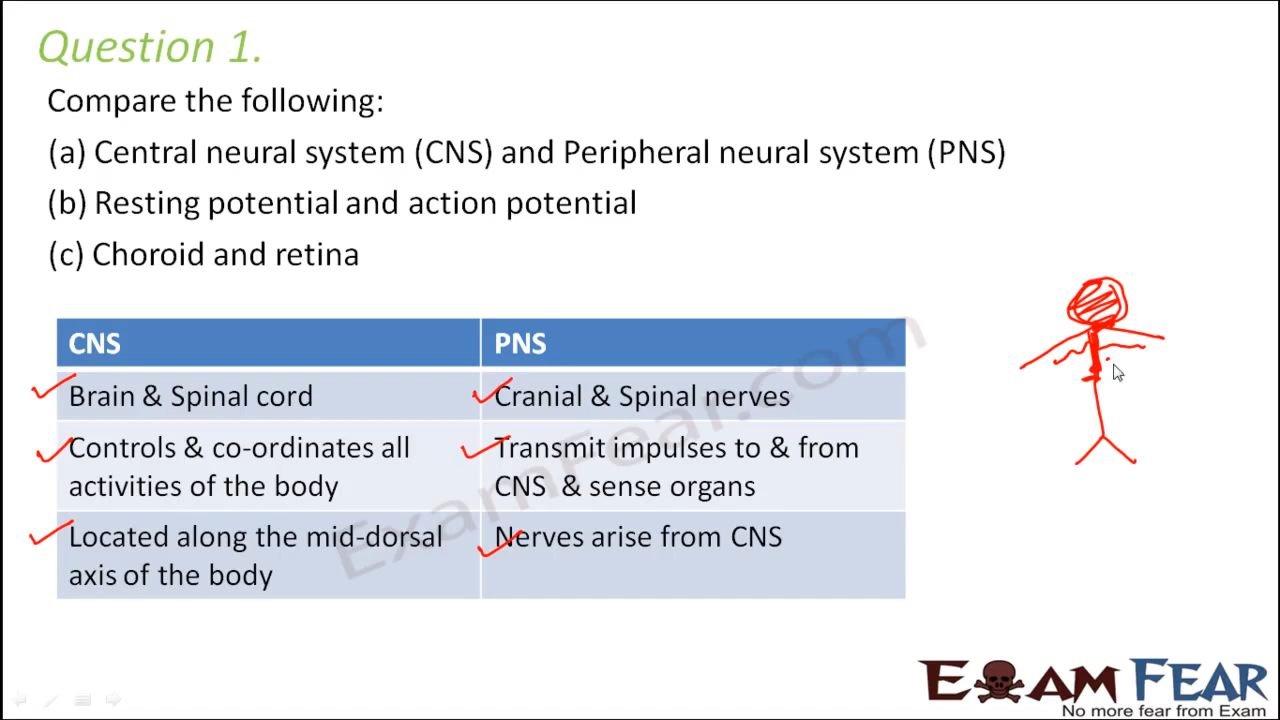 Question 1.
Compare the following:
(a) Central neural system (CNS) and Peripheral neural system (PNS)
(b) Resting potential and action potential
(c) Choroid and retina
CNS
PNS
Brain & Spinal cord
Cranial & Spinal nerves
Controls & co-ordinates all
activities of the body
Transmit impulses to & from
CNS & sense organs
Located along the mid-dorsal
axis of the body
Nerves arise from CNS
ExamFear.com
EXAM FEAR
No more fear from Exam